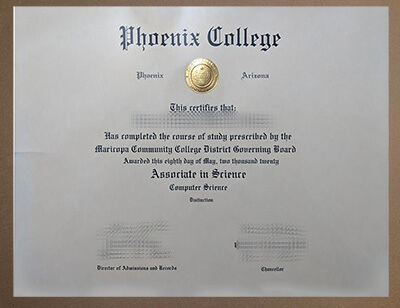 Phoenix College
Phoenix Arizona
This certifies that:
Has completed the course of study prescribed by the
Maricopa Community College District Governing Board
Awarded this eighth day of May, two thousand twenty
Associate in Science
Computer Science
Distinction
Director of Admissions and Records Chancellor